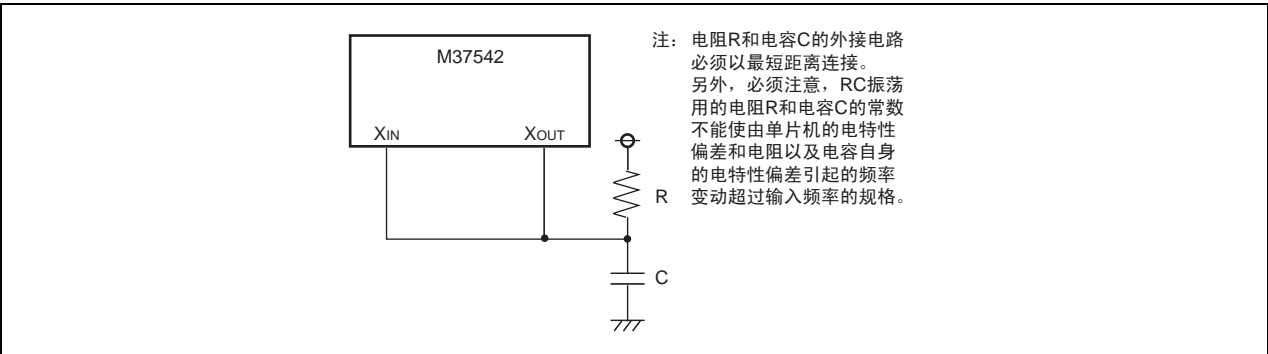 M37542
XIN
XOUT
R
C
注：电阻R和电容C的外接电路
必须以最短距离连接。
另外，必须注意，RC振荡
用的电阻R和电容C的常数
不能使由单片机的电特性
偏差和电阻以及电容自身
的电特性偏差引起的频率
变动超过输入频率的规格。